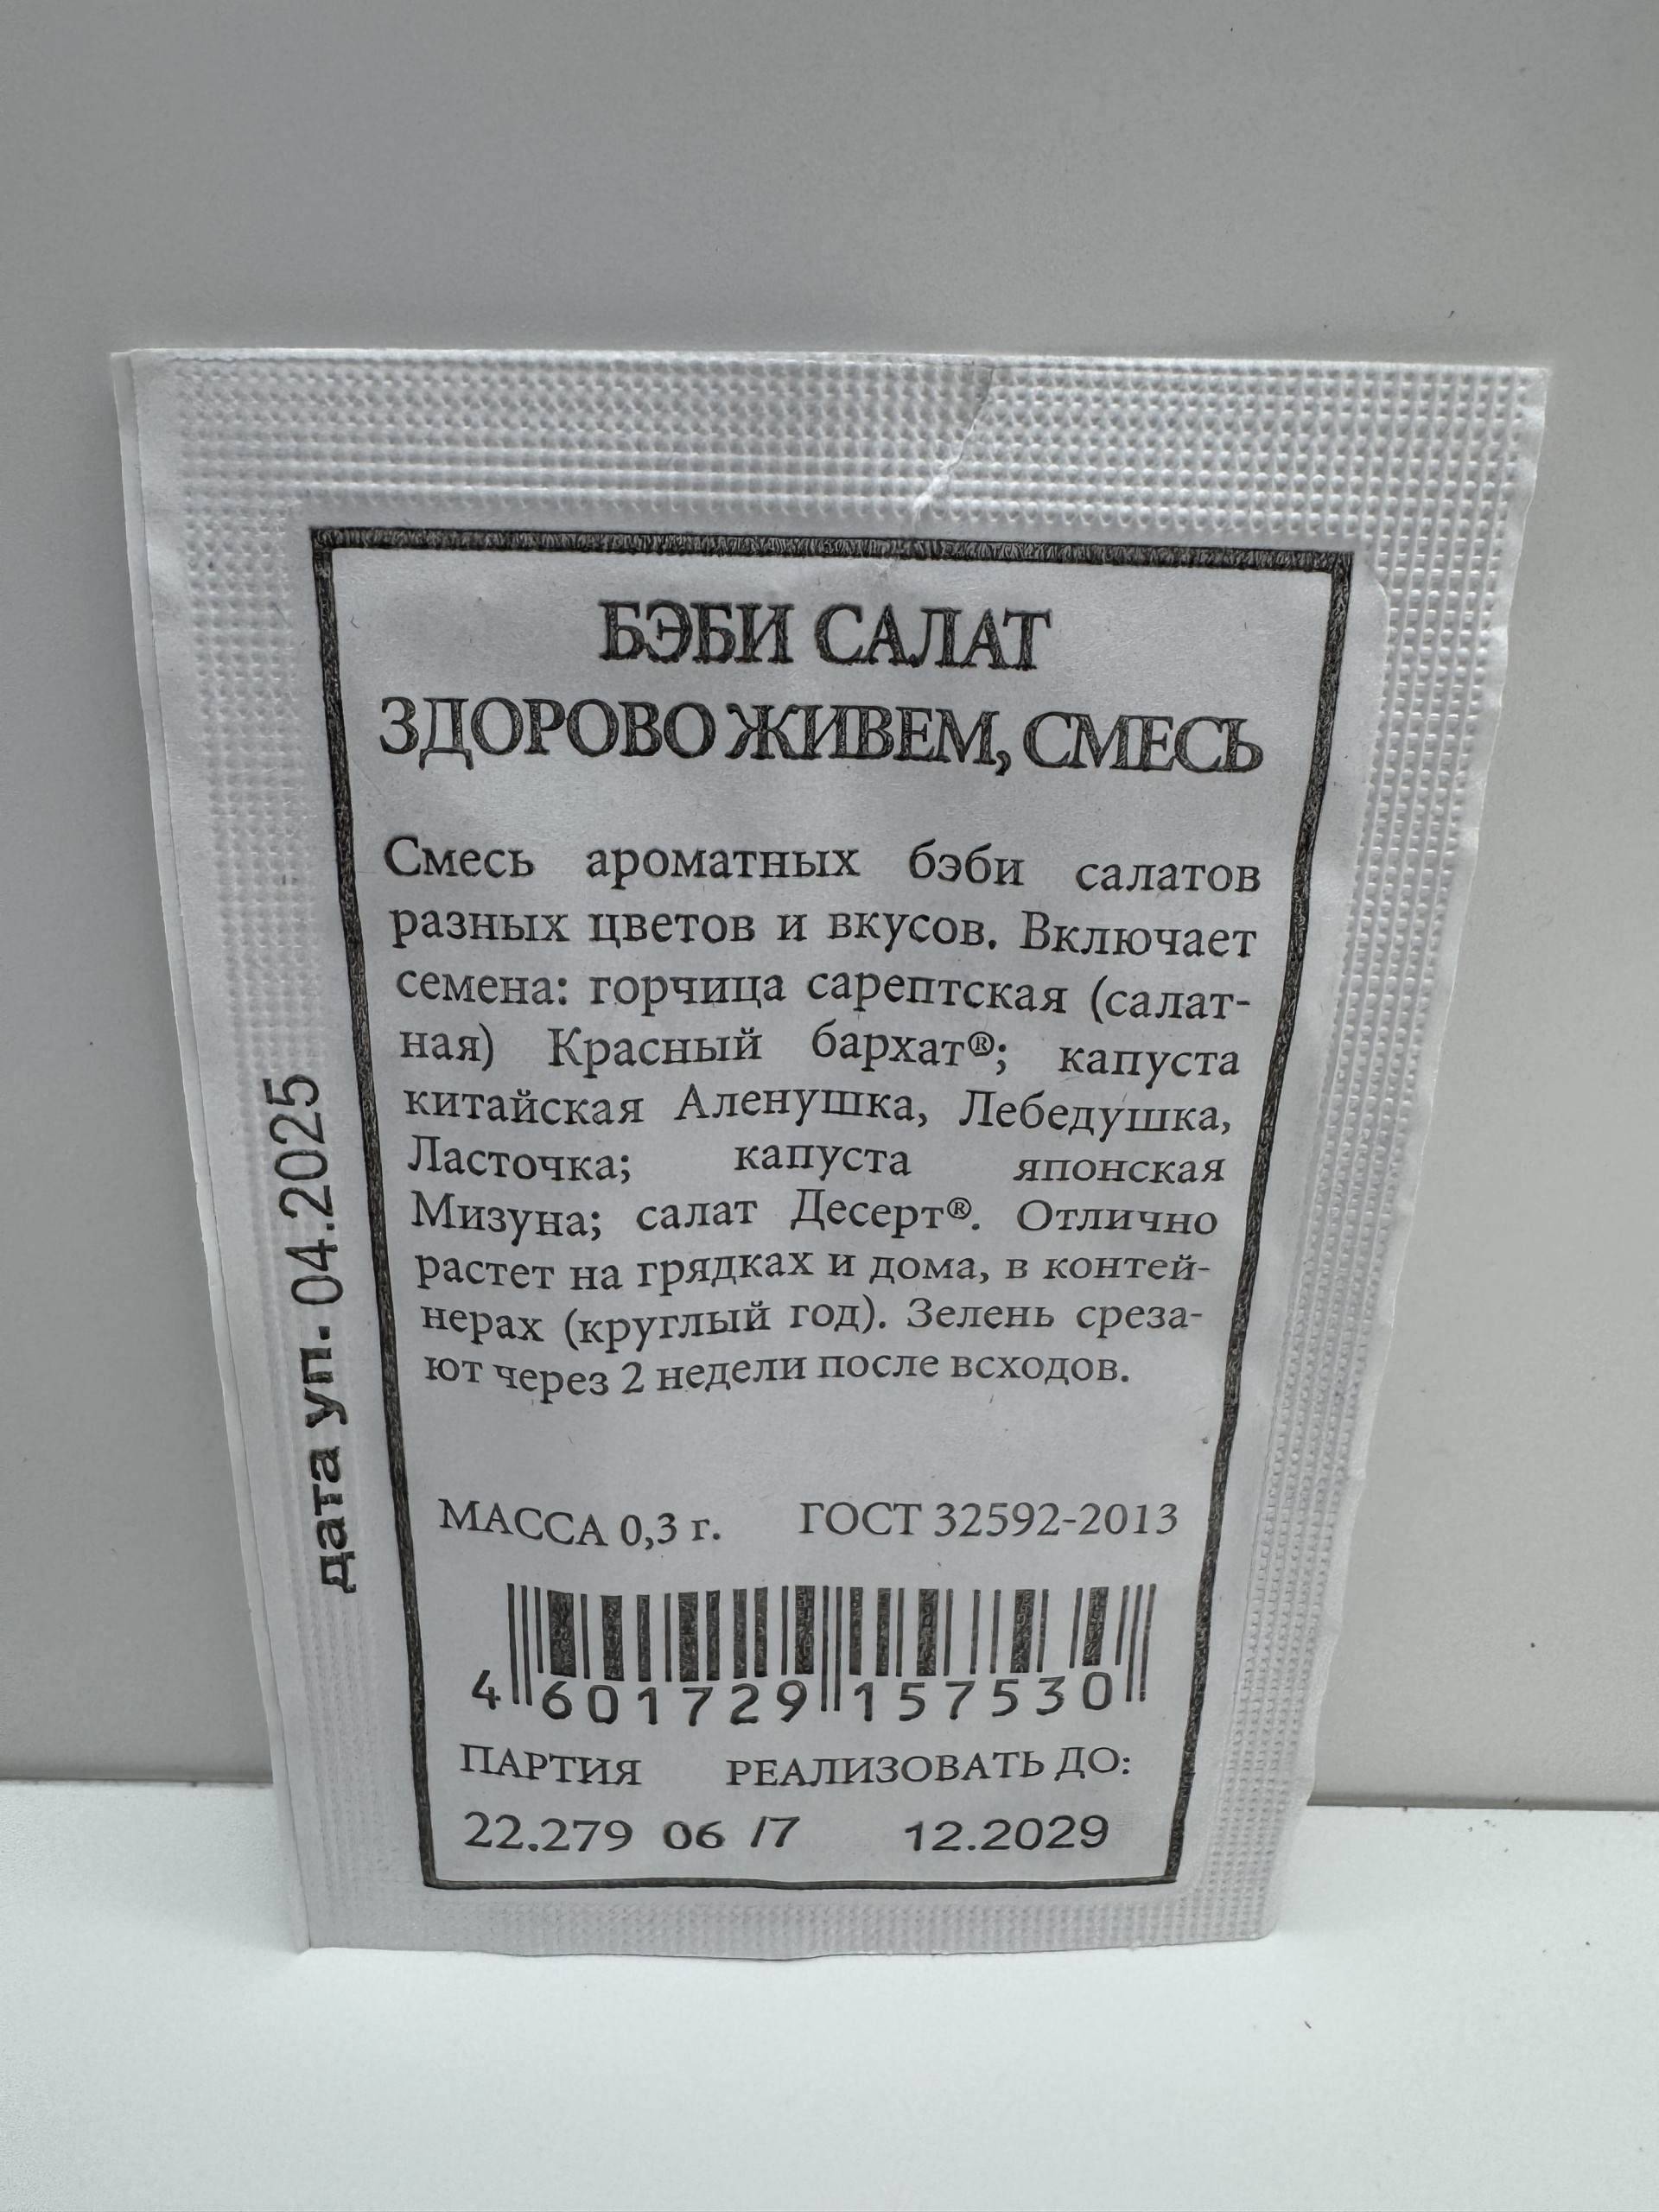 БЭБИ САЛАТ
ЗДОРОВО ЖИВЕМ, СМЕСЬ
Смесь ароматных бэби салатов
разных цветов и вкусов. Включает
семена: горчица сарептская (салат-
ная) Красный бархат®; капуста
китайская Аленушка, Лебедушка,
Ласточка; капуста японская
Мизуна; салат Десерт®. Отлично
растет на грядках и дома, в контей-
нерах (круглый год). Зелень среза-
ют через 2 недели после всходов.
МАССА 0,3 г. ГОСТ 32592-2013
4 601729 157530
ПАРТИЯ РЕАЛИЗОВАТЬ ДО:
22.279 06 /7 12.2029
дата уп. 04.2025